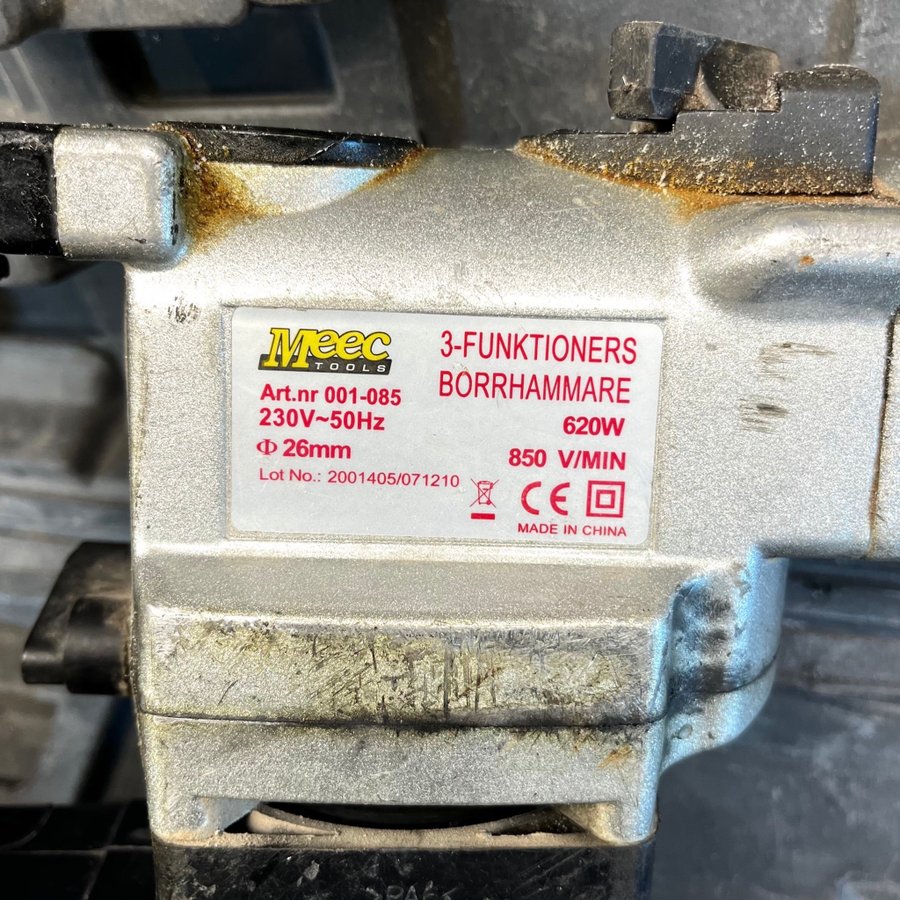 Meec
TOOLS
Art.nr 001-085
230V~50Hz
Φ 26mm
Lot No.: 2001405/071210
3-FUNKTIONERS
BORRHAMMARE
620W
850 V/MIN
CE
MADE IN CHINA